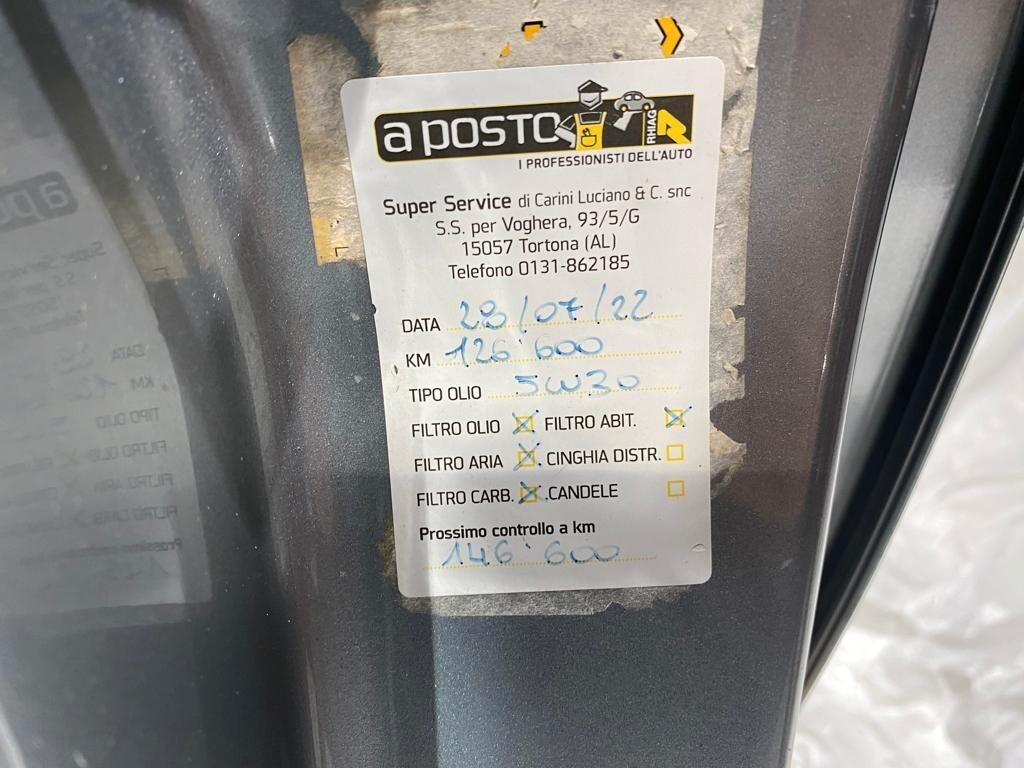 a posto
RHIAG
I PROFESSIONISTI DELL'AUTO
Super Service di Carini Luciano & C. snc
S.S. per Voghera, 93/5/G
15057 Tortona (AL)
Telefono 0131-862185
DATA 28/07/22
KM 126'600
TIPO OLIO 5W30
FILTRO OLIO FILTRO ABIT.
FILTRO ARIA CINGHIA DISTR.
FILTRO CARB. CANDELE
Prossimo controllo a km
146'600